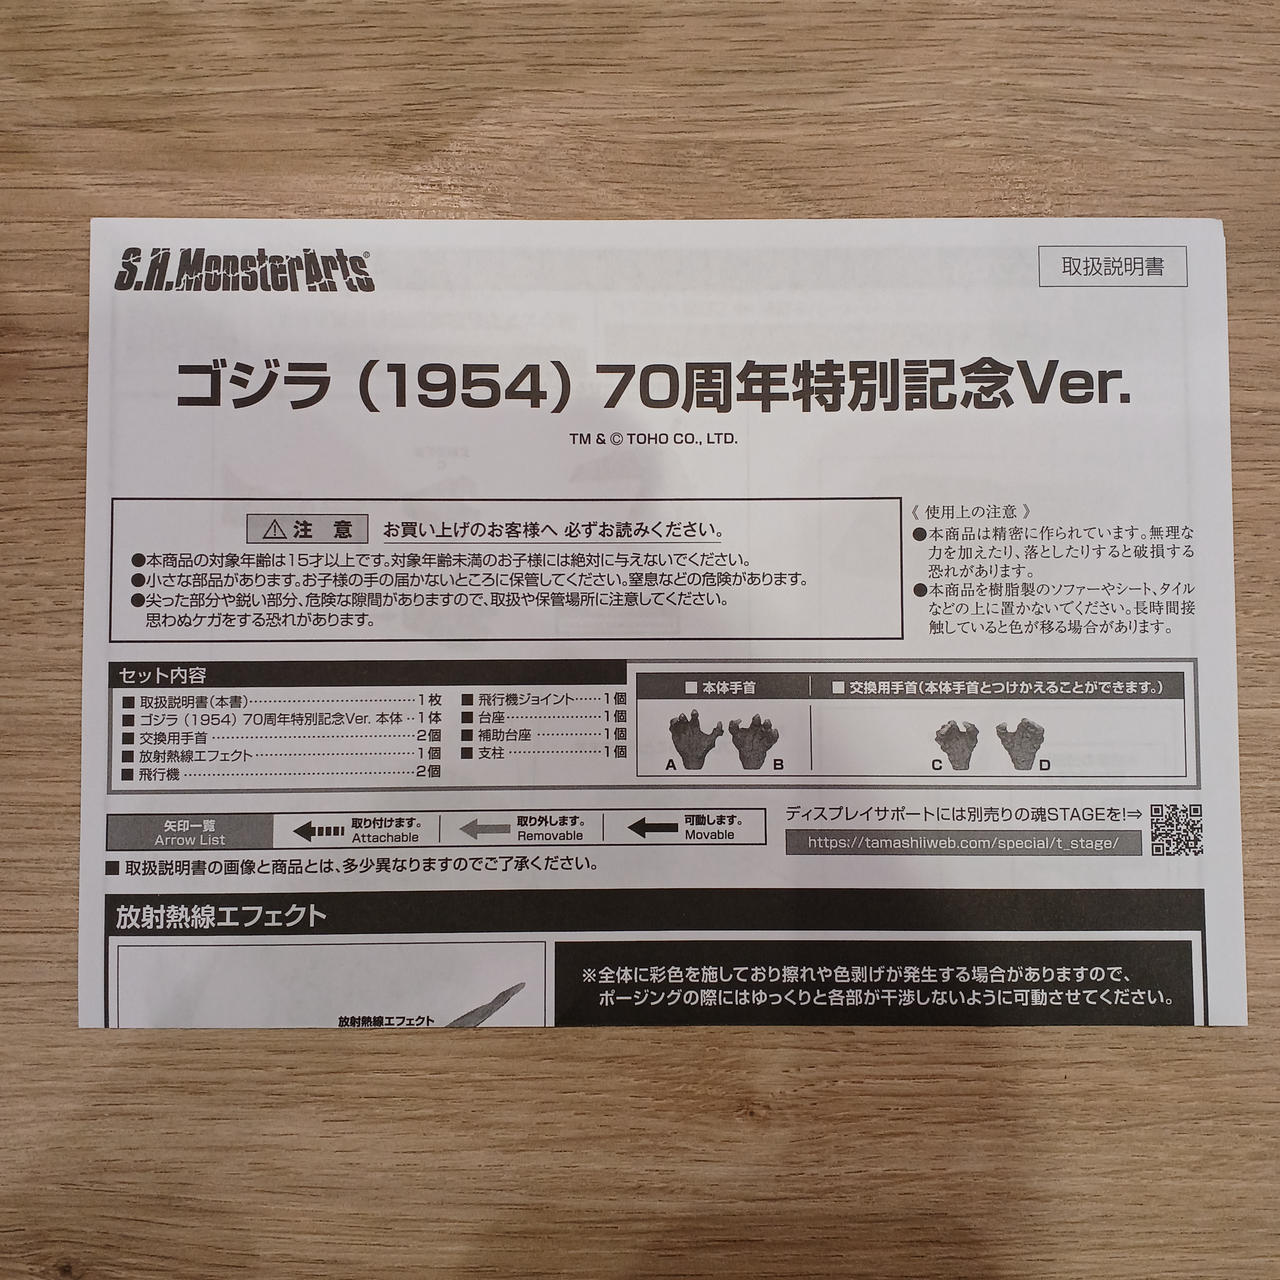 S.H.MonsterArts®
取扱説明書
ゴジラ（1954）70周年特別記念Ver.
TM & © TOHO CO., LTD.
⚠ 注 意 お買い上げのお客様へ 必ずお読みください。
●本商品の対象年齢は15才以上です。対象年齢未満のお子様には絶対に与えないでください。
●小さな部品があります。お子様の手の届かないところに保管してください。窒息などの危険があります。
●尖った部分や鋭い部分、危険な隙間がありますので、取扱や保管場所に注意してください。
思わぬケガをする恐れがあります。
《 使用上の注意 》
●本商品は精密に作られています。無理な
力を加えたり、落としたりすると破損する
恐れがあります。
●本商品を樹脂製のソファーやシート、タイル
などの上に置かないでください。長時間接
触していると色が移る場合があります。
セット内容
■ 取扱説明書（本書）…………………………1枚
■ ゴジラ（1954）70周年特別記念Ver. 本体‥1体
■ 交換用手首……………………………2個
■ 放射熱線エフェクト……………………1個
■ 飛行機…………………………………2個
■ 飛行機ジョイント……1個
■ 台座……………………1個
■ 補助台座………………1個
■ 支柱……………………1個
■ 本体手首
■ 交換用手首（本体手首とつけかえることができます。）
A
B
C
D
矢印一覧
Arrow List
取り付けます。
Attachable
取り外します。
Removable
可動します。
Movable
ディスプレイサポートには別売りの魂STAGEを!⇒
https://tamashiiweb.com/special/t_stage/
■ 取扱説明書の画像と商品とは、多少異なりますのでご了承ください。
放射熱線エフェクト
放射熱線エフェクト
※全体に彩色を施しており擦れや色剥げが発生する場合がありますので、
ポージングの際にはゆっくりと各部が干渉しないように可動させてください。